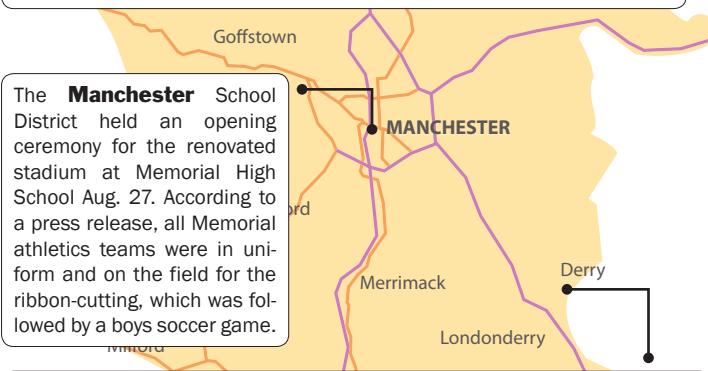 Goffstown
The Manchester School
District held an opening
ceremony for the renovated
stadium at Memorial High
School Aug. 27. According to
a press release, all Memorial
athletics teams were in uni-
form and on the field for the
ribbon-cutting, which was fol-
lowed by a boys soccer game.
MANCHESTER
ord
Derry
Merrimack
Londonderry
Milford